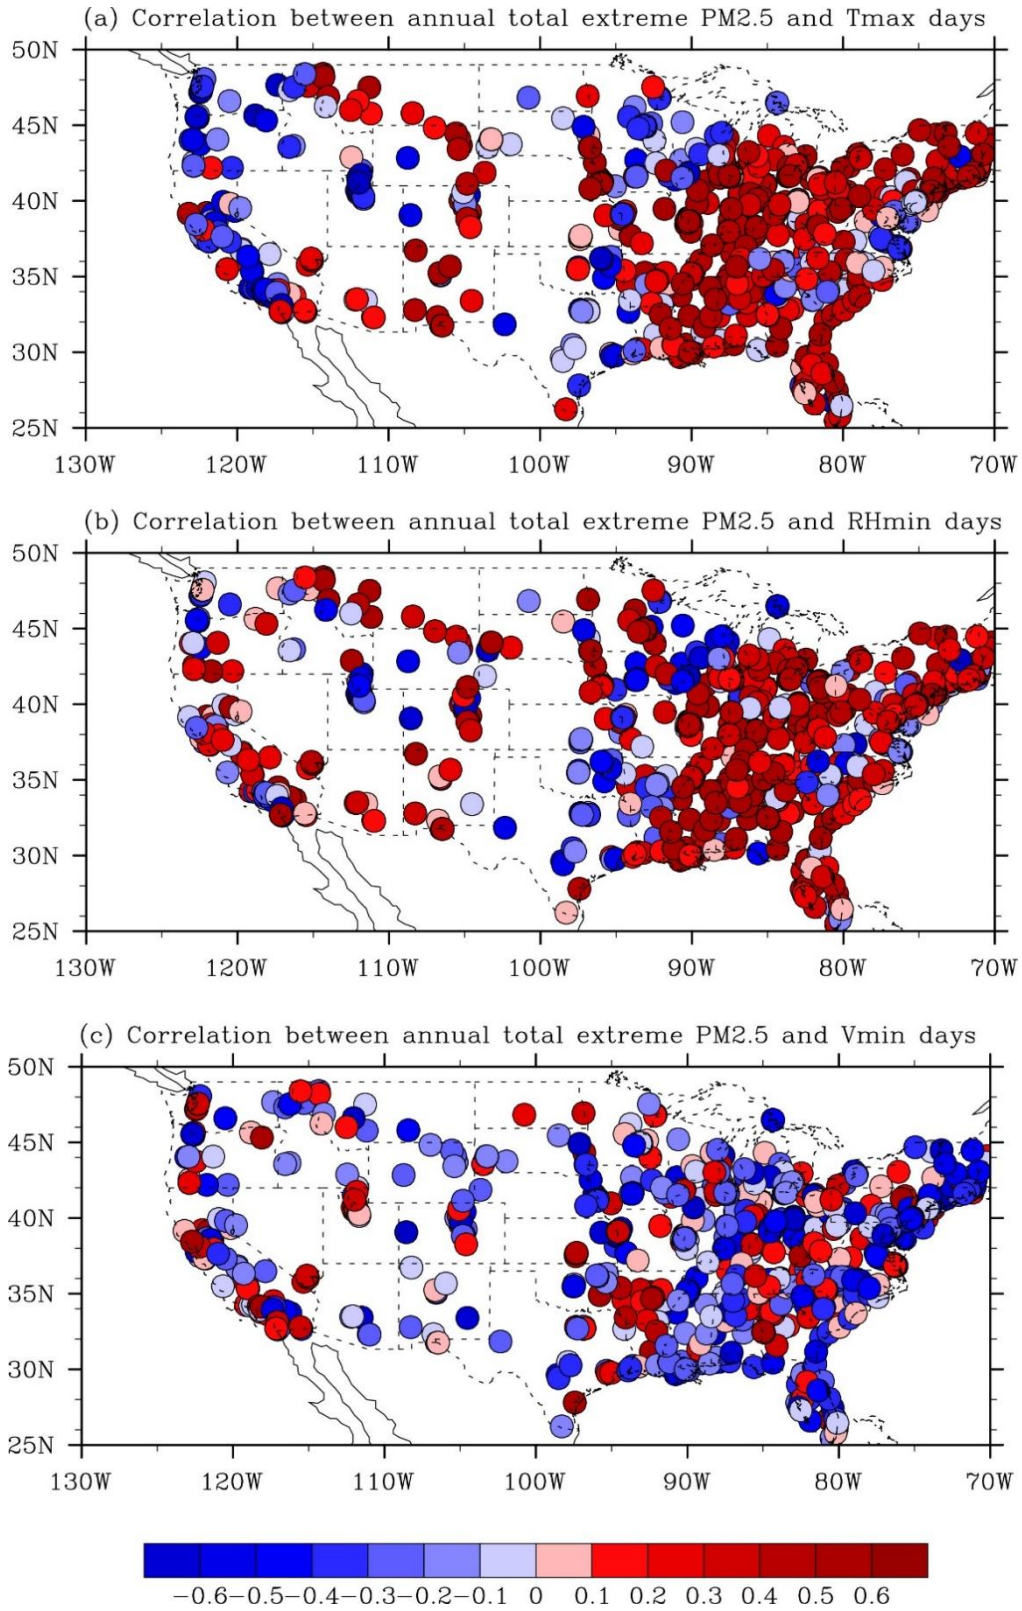 (a) Correlation between annual total extreme PM2.5 and Tmax days
50N
45N
40N
35N
30N
25N
130W 120W 110W 100W 90W 80W 70W
(b) Correlation between annual total extreme PM2.5 and RHmin days
50N
45N
40N
35N
30N
25N
130W 120W 110W 100W 90W 80W 70W
(c) Correlation between annual total extreme PM2.5 and Vmin days
50N
45N
40N
35N
30N
25N
130W 120W 110W 100W 90W 80W 70W
−0.6 −0.5 −0.4 −0.3 −0.2 −0.1 0 0.1 0.2 0.3 0.4 0.5 0.6